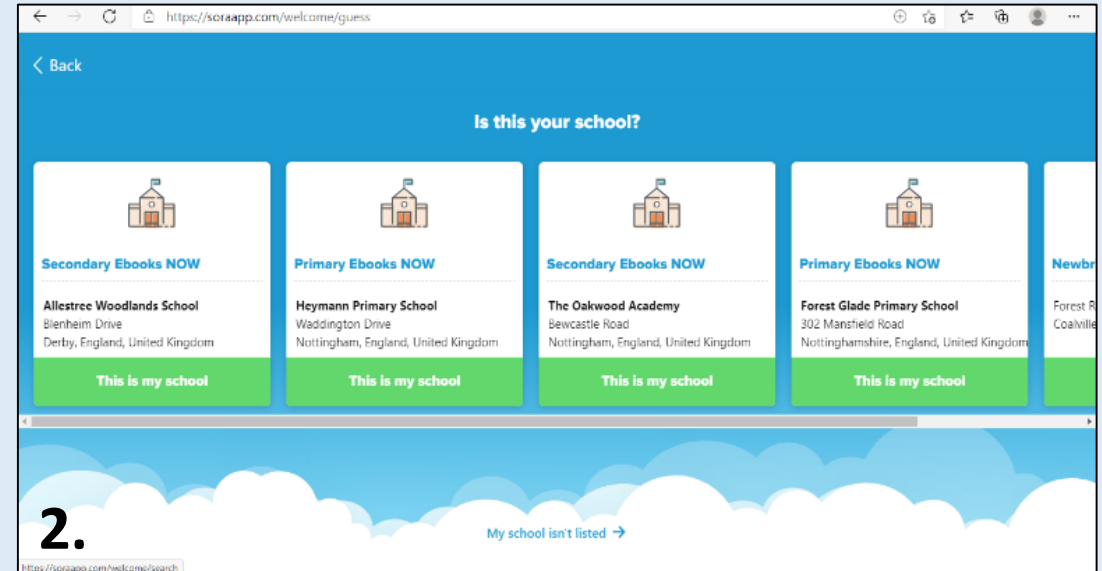 https://soraapp.com/welcome/guess
Back
Is this your school?
Secondary Ebooks NOW
Allestree Woodlands School
Blenheim Drive
Derby, England, United Kingdom
This is my school
Primary Ebooks NOW
Heymann Primary School
Waddington Drive
Nottingham, England, United Kingdom
This is my school
Secondary Ebooks NOW
The Oakwood Academy
Bewcastle Road
Nottingham, England, United Kingdom
This is my school
Primary Ebooks NOW
Forest Glade Primary School
302 Mansfield Road
Nottinghamshire, England, United Kingdom
This is my school
Newbr
Forest R
Coalville
My school isn't listed →
2.
https://soraapp.com/welcome/search